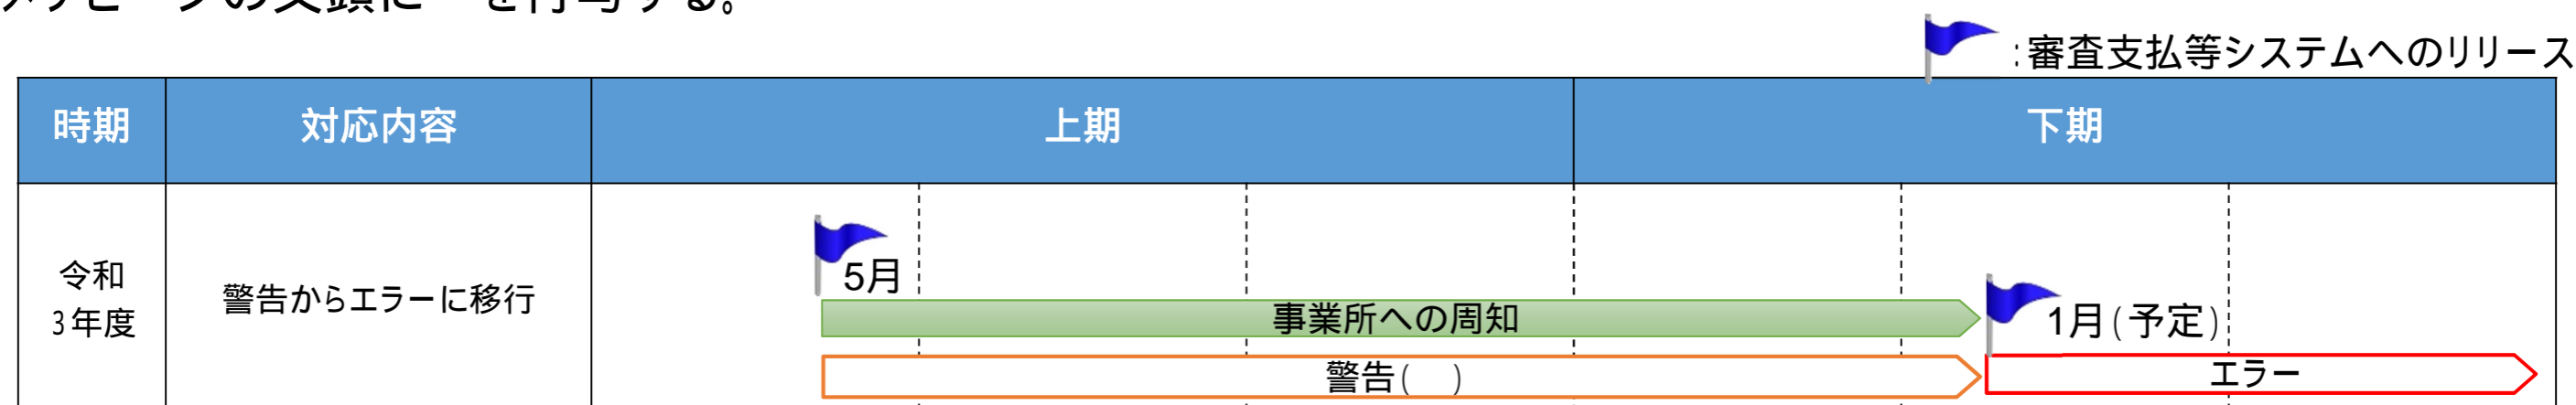 :審査支払等システムへのリリース
時期 対応内容 上期 下期
令和
3年度
警告からエラーに移行
5月
事業所への周知
1月(予定)
警告( )
エラー